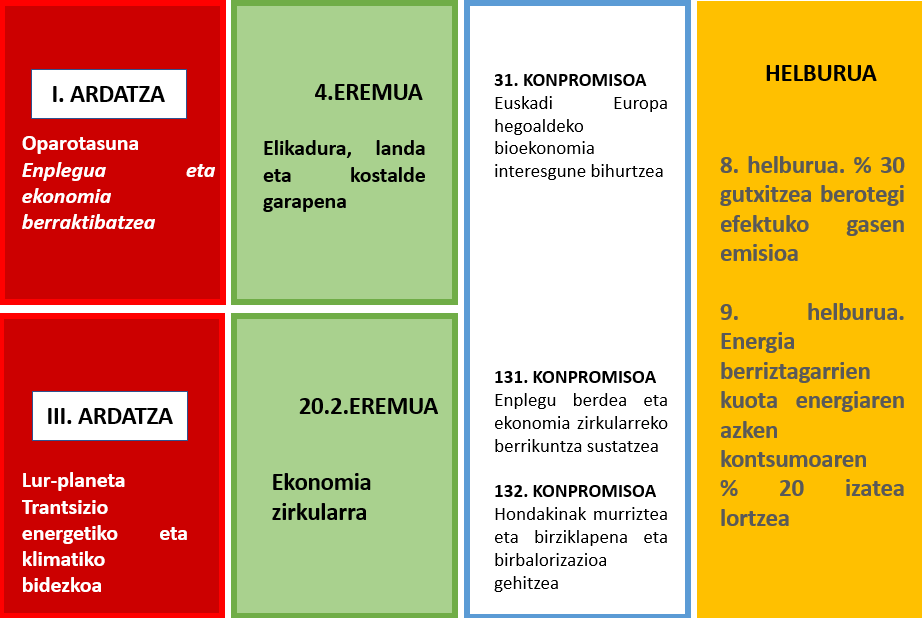 I. ARDATZA
Oparotasuna
Enplegua eta
ekonomia
berraktibatzea
4.EREMUA
Elikadura, landa
eta kostalde
garapena
31. KONPROMISOA
Euskadi Europa
hegoaldeko
bioekonomia
interesgune bihurtzea
HELBURUA
8. helburua. % 30
gutxitzea berotegi
efektuko gasen
emisioa
9. helburua.
Energia
berriztagarrien
kuota energiaren
azken
kontsumoaren
% 20 izatea
lortzea
III. ARDATZA
Lur-planeta
Trantsizio
energetiko eta
klimatiko
bidezkoa
20.2.EREMUA
Ekonomia
zirkularra
131. KONPROMISOA
Enplegu berdea eta
ekonomia zirkularreko
berrikuntza sustatzea
132. KONPROMISOA
Hondakinak murriztea
eta birziklapena eta
birbalorizazioa
gehitzea